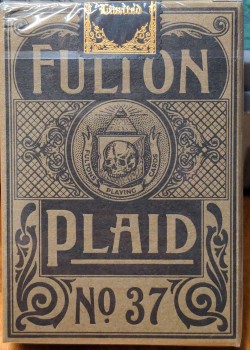 Limited
FULTON
FULTON'S PLAYING CARDS
PLAID
No 37